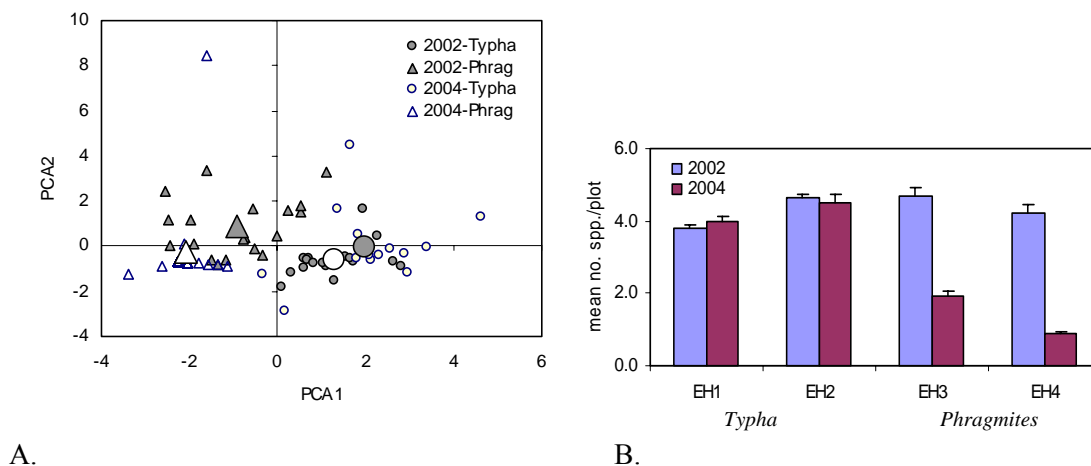 10
8
6
4
2
0
-2
-4
PCA2
-4 -2 0 2 4 6
PCA1
2002-Typha
2002-Phrag
2004-Typha
2004-Phrag
A.
6.0
4.0
2.0
0.0
mean no. spp./plot
2002
2004
EH1 EH2 EH3 EH4
Typha Phragmites
B.